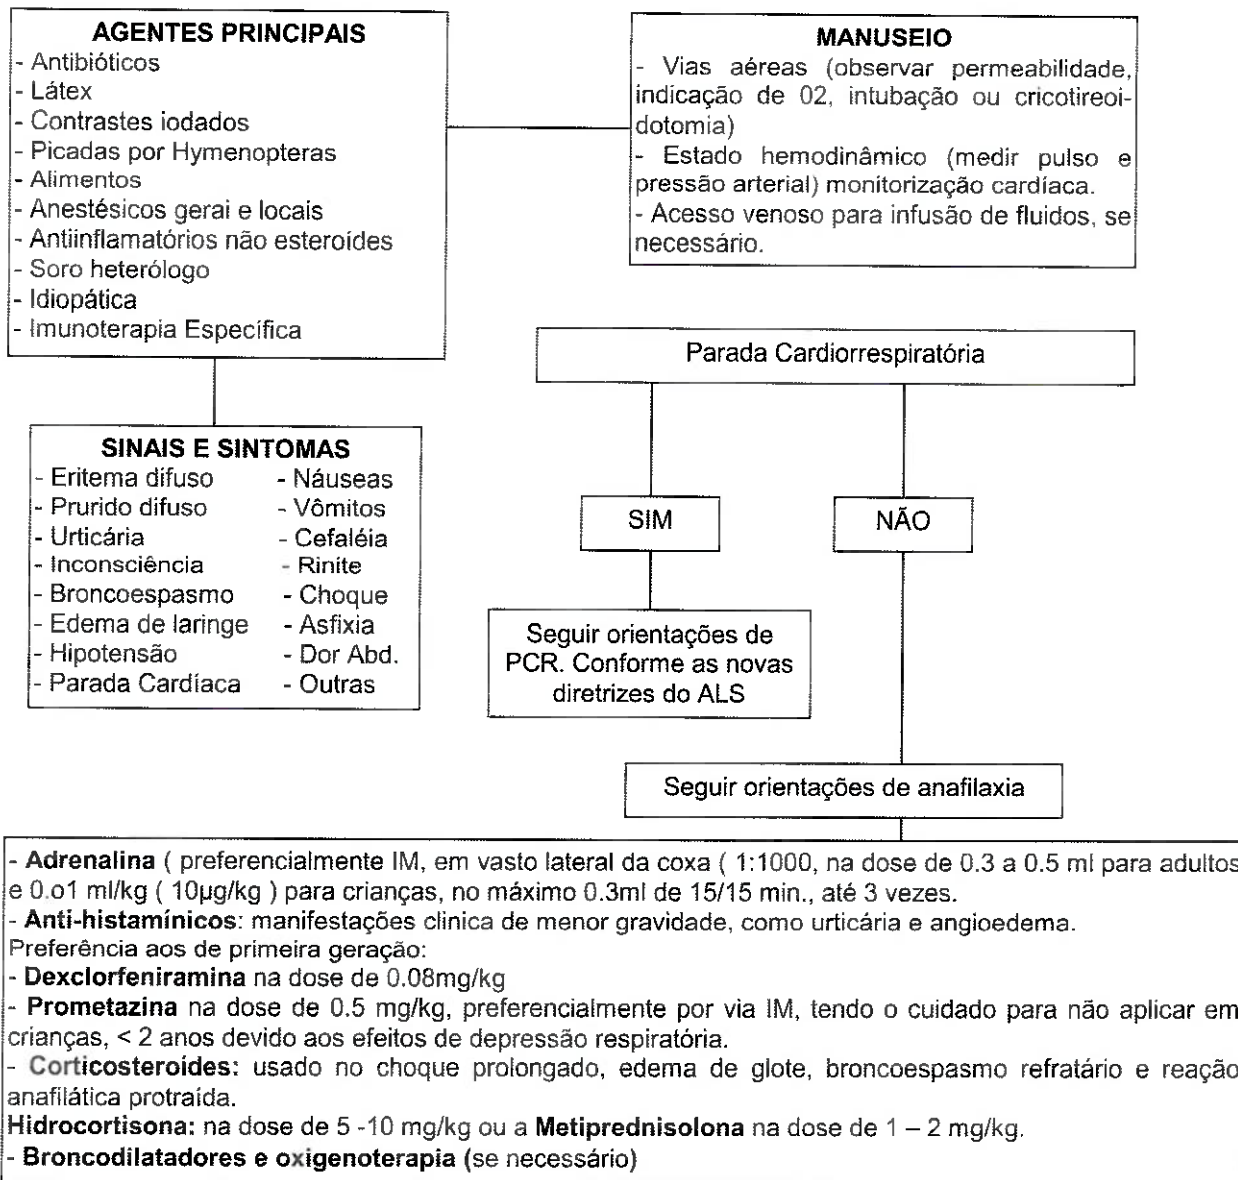 AGENTES PRINCIPAIS
- Antibióticos
- Látex
- Contrastes iodados
- Picadas por Hymenopteras
- Alimentos
- Anestésicos gerai e locais
- Antiinflamatórios não esteroídes
- Soro heterólogo
- Idiopática
- Imunoterapia Específica
MANUSEIO
- Vias aéreas (observar permeabilidade,
indicação de 02, intubação ou cricotireoi-
dotomia)
- Estado hemodinâmico (medir pulso e
pressão arterial) monitorização cardíaca.
- Acesso venoso para infusão de fluidos, se
necessário.
SINAIS E SINTOMAS
- Eritema difuso - Náuseas
- Prurido difuso - Vômitos
- Urticária - Cefaléia
- Inconsciência - Rinite
- Broncoespasmo - Choque
- Edema de laringe - Asfixia
- Hipotensão - Dor Abd.
- Parada Cardíaca - Outras
Parada Cardiorrespiratória
SIM
NÃO
Seguir orientações de
PCR. Conforme as novas
diretrizes do ALS
Seguir orientações de anafilaxia
- Adrenalina ( preferencialmente IM, em vasto lateral da coxa ( 1:1000, na dose de 0.3 a 0.5 ml para adultos
e 0.o1 ml/kg ( 10µg/kg ) para crianças, no máximo 0.3ml de 15/15 min., até 3 vezes.
- Anti-histamínicos: manifestações clinica de menor gravidade, como urticária e angioedema.
Preferência aos de primeira geração:
- Dexclorfeniramina na dose de 0.08mg/kg
- Prometazina na dose de 0.5 mg/kg, preferencialmente por via IM, tendo o cuidado para não aplicar em
crianças, < 2 anos devido aos efeitos de depressão respiratória.
- Corticosteroídes: usado no choque prolongado, edema de glote, broncoespasmo refratário e reação
anafilática protraída.
Hidrocortisona: na dose de 5 -10 mg/kg ou a Metiprednisolona na dose de 1 – 2 mg/kg.
- Broncodilatadores e oxigenoterapia (se necessário)